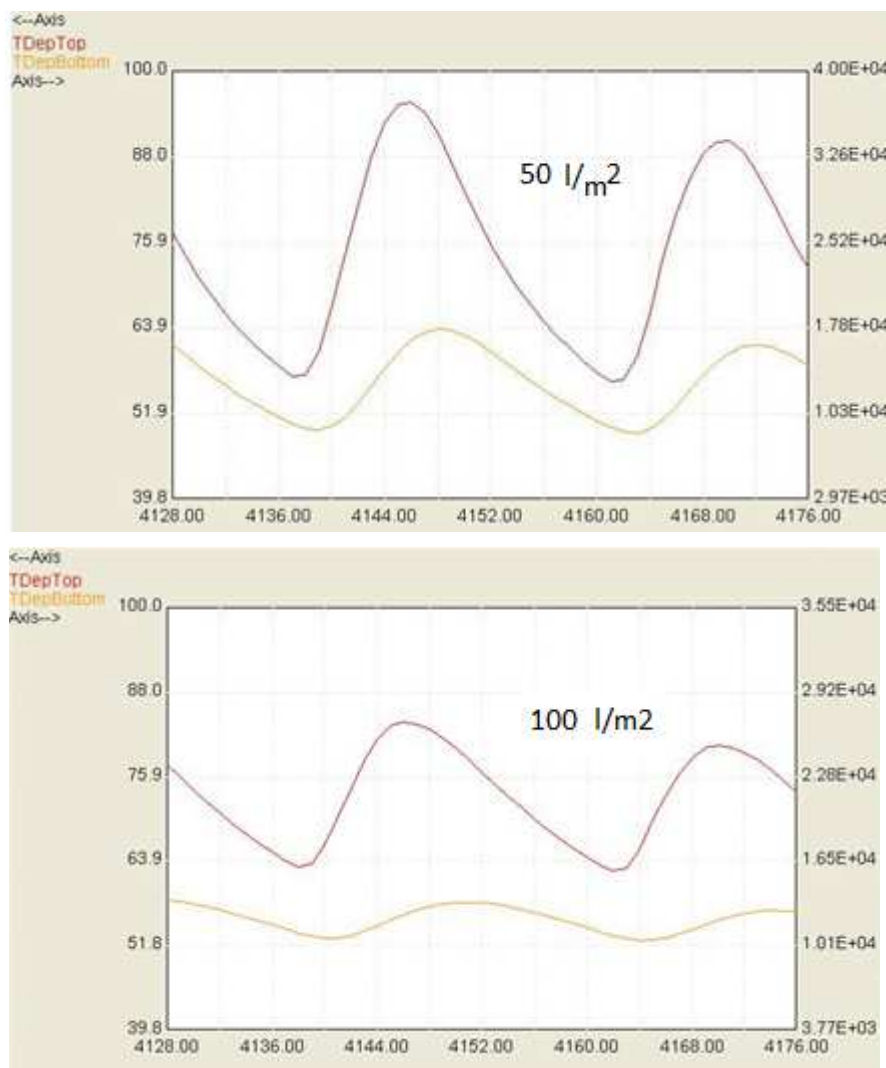 <--Axis
TDepTop
TDepBottom
Axis-->
100.0 4.00E+04
88.0 3.26E+04
50 l/m2
75.9 2.52E+04
63.9 1.78E+04
51.9 1.03E+04
39.8 2.97E+03
4128.00 4136.00 4144.00 4152.00 4160.00 4168.00 4176.00
<--Axis
TDepTop
TDepBottom
Axis-->
100.0 3.55E+04
88.0 2.92E+04
100 l/m2
75.9 2.28E+04
63.9 1.65E+04
51.8 1.01E+04
39.8 3.77E+03
4128.00 4136.00 4144.00 4152.00 4160.00 4168.00 4176.00